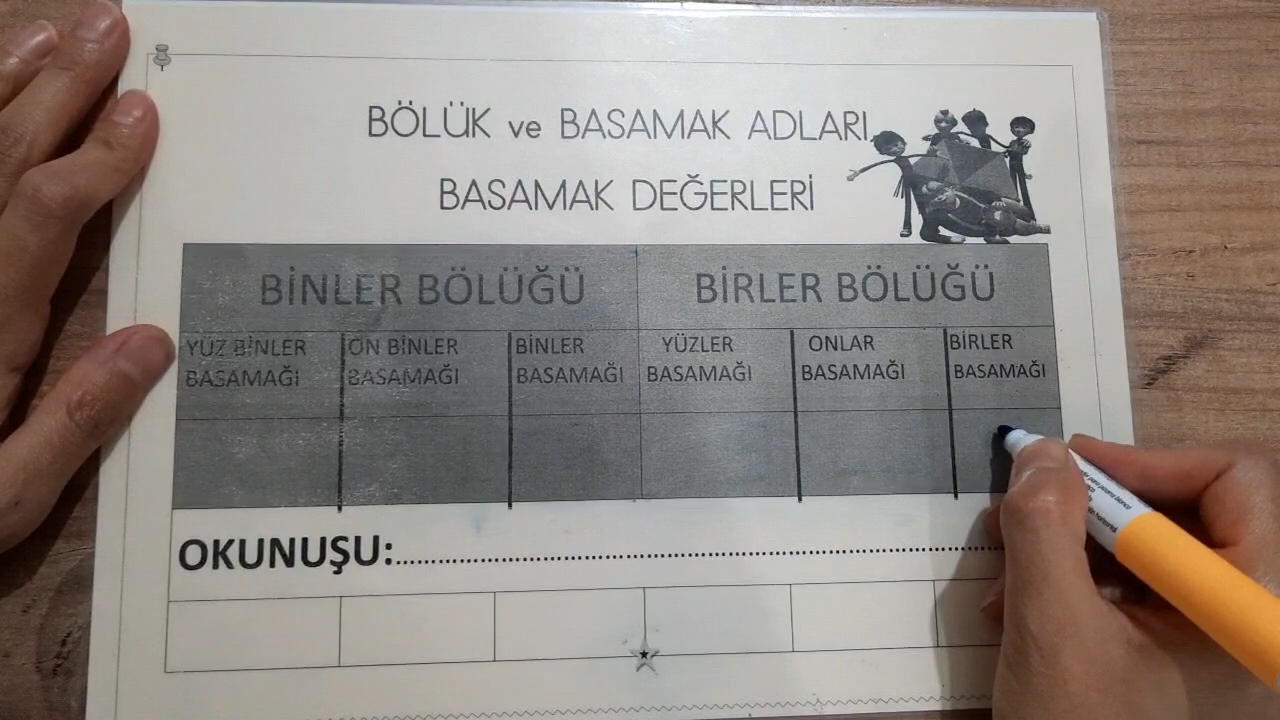 BÖLÜK ve BASAMAK ADLARI
BASAMAK DEĞERLERİ
BİNLER BÖLÜĞÜ BİRLER BÖLÜĞÜ
YÜZ BİNLER BASAMAĞI ON BİNLER BASAMAĞI BİNLER BASAMAĞI YÜZLER BASAMAĞI ONLAR BASAMAĞI BİRLER BASAMAĞI
OKUNUŞU: